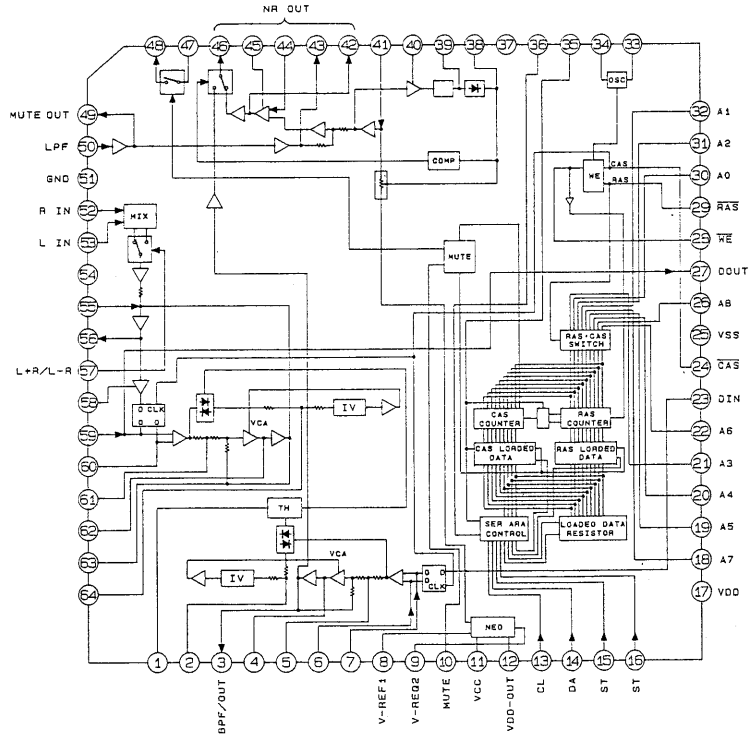 NR OUT
48 47 46 45 44 43 42 41 40 39 38 37 36 35 34 33
OSC
MUTE OUT 49
LPF 50
GND 51
R IN 52
L IN 53
54
55
56
L+R/L-R 57
58
59
60
61
62
63
64
MIX
COMP
MUTE
WE
CAS
RAS
32 A1
31 A2
30 A0
29 RAS
28 WE
27 DOUT
26 A8
25 VSS
24 CAS
23 DIN
22 A6
21 A3
20 A4
19 A5
18 A7
17 VDD
RAS·CAS
SWITCH
CAS
COUNTER
RAS
COUNTER
CAS LOADED
DATA
RAS LOADED
DATA
SER ARA
CONTROL
LOADED DATA
RESISTOR
D CLK
O O
VCA
IV
TH
VCA
IV
O D
O CLK
NEO
1 2 3 4 5 6 7 8 9 10 11 12 13 14 15 16
BPF/OUT
V-REF1
V-REQ2
MUTE
VCC
VDD-OUT
CL
DA
ST
ST